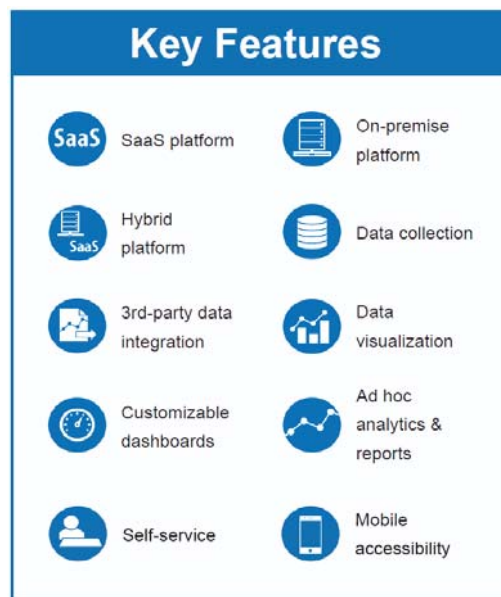 Key Features
SaaS
SaaS platform
On-premise
platform
SaaS
Hybrid
platform
Data collection
3rd-party data
integration
Data
visualization
Customizable
dashboards
Ad hoc
analytics &
reports
Self-service
Mobile
accessibility